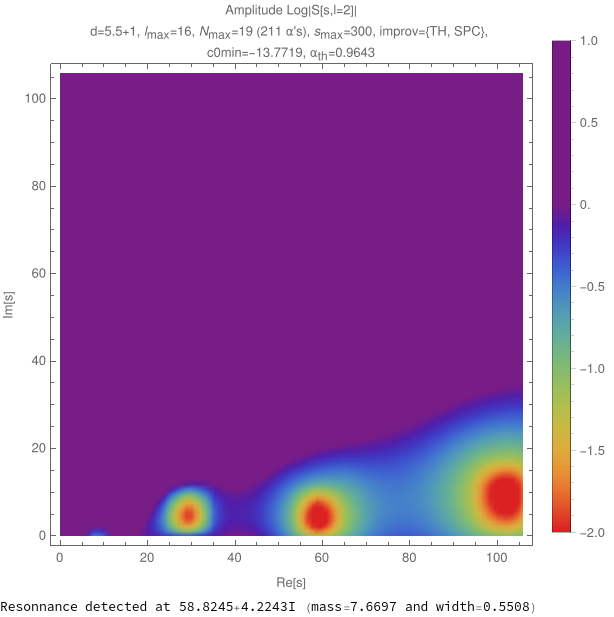 Amplitude Log|S[s,l=2]|
d=5.5+1, lmax=16, Nmax=19 (211 α's), smax=300, improv={TH, SPC},
c0min=−13.7719, αth=0.9643
1.0
0.5
0.
−0.5
−1.0
−1.5
−2.0
100
80
60
40
20
0
Im[s]
0 20 40 60 80 100
Re[s]
Resonnance detected at 58.8245+4.2243I (mass=7.6697 and width=0.5508)